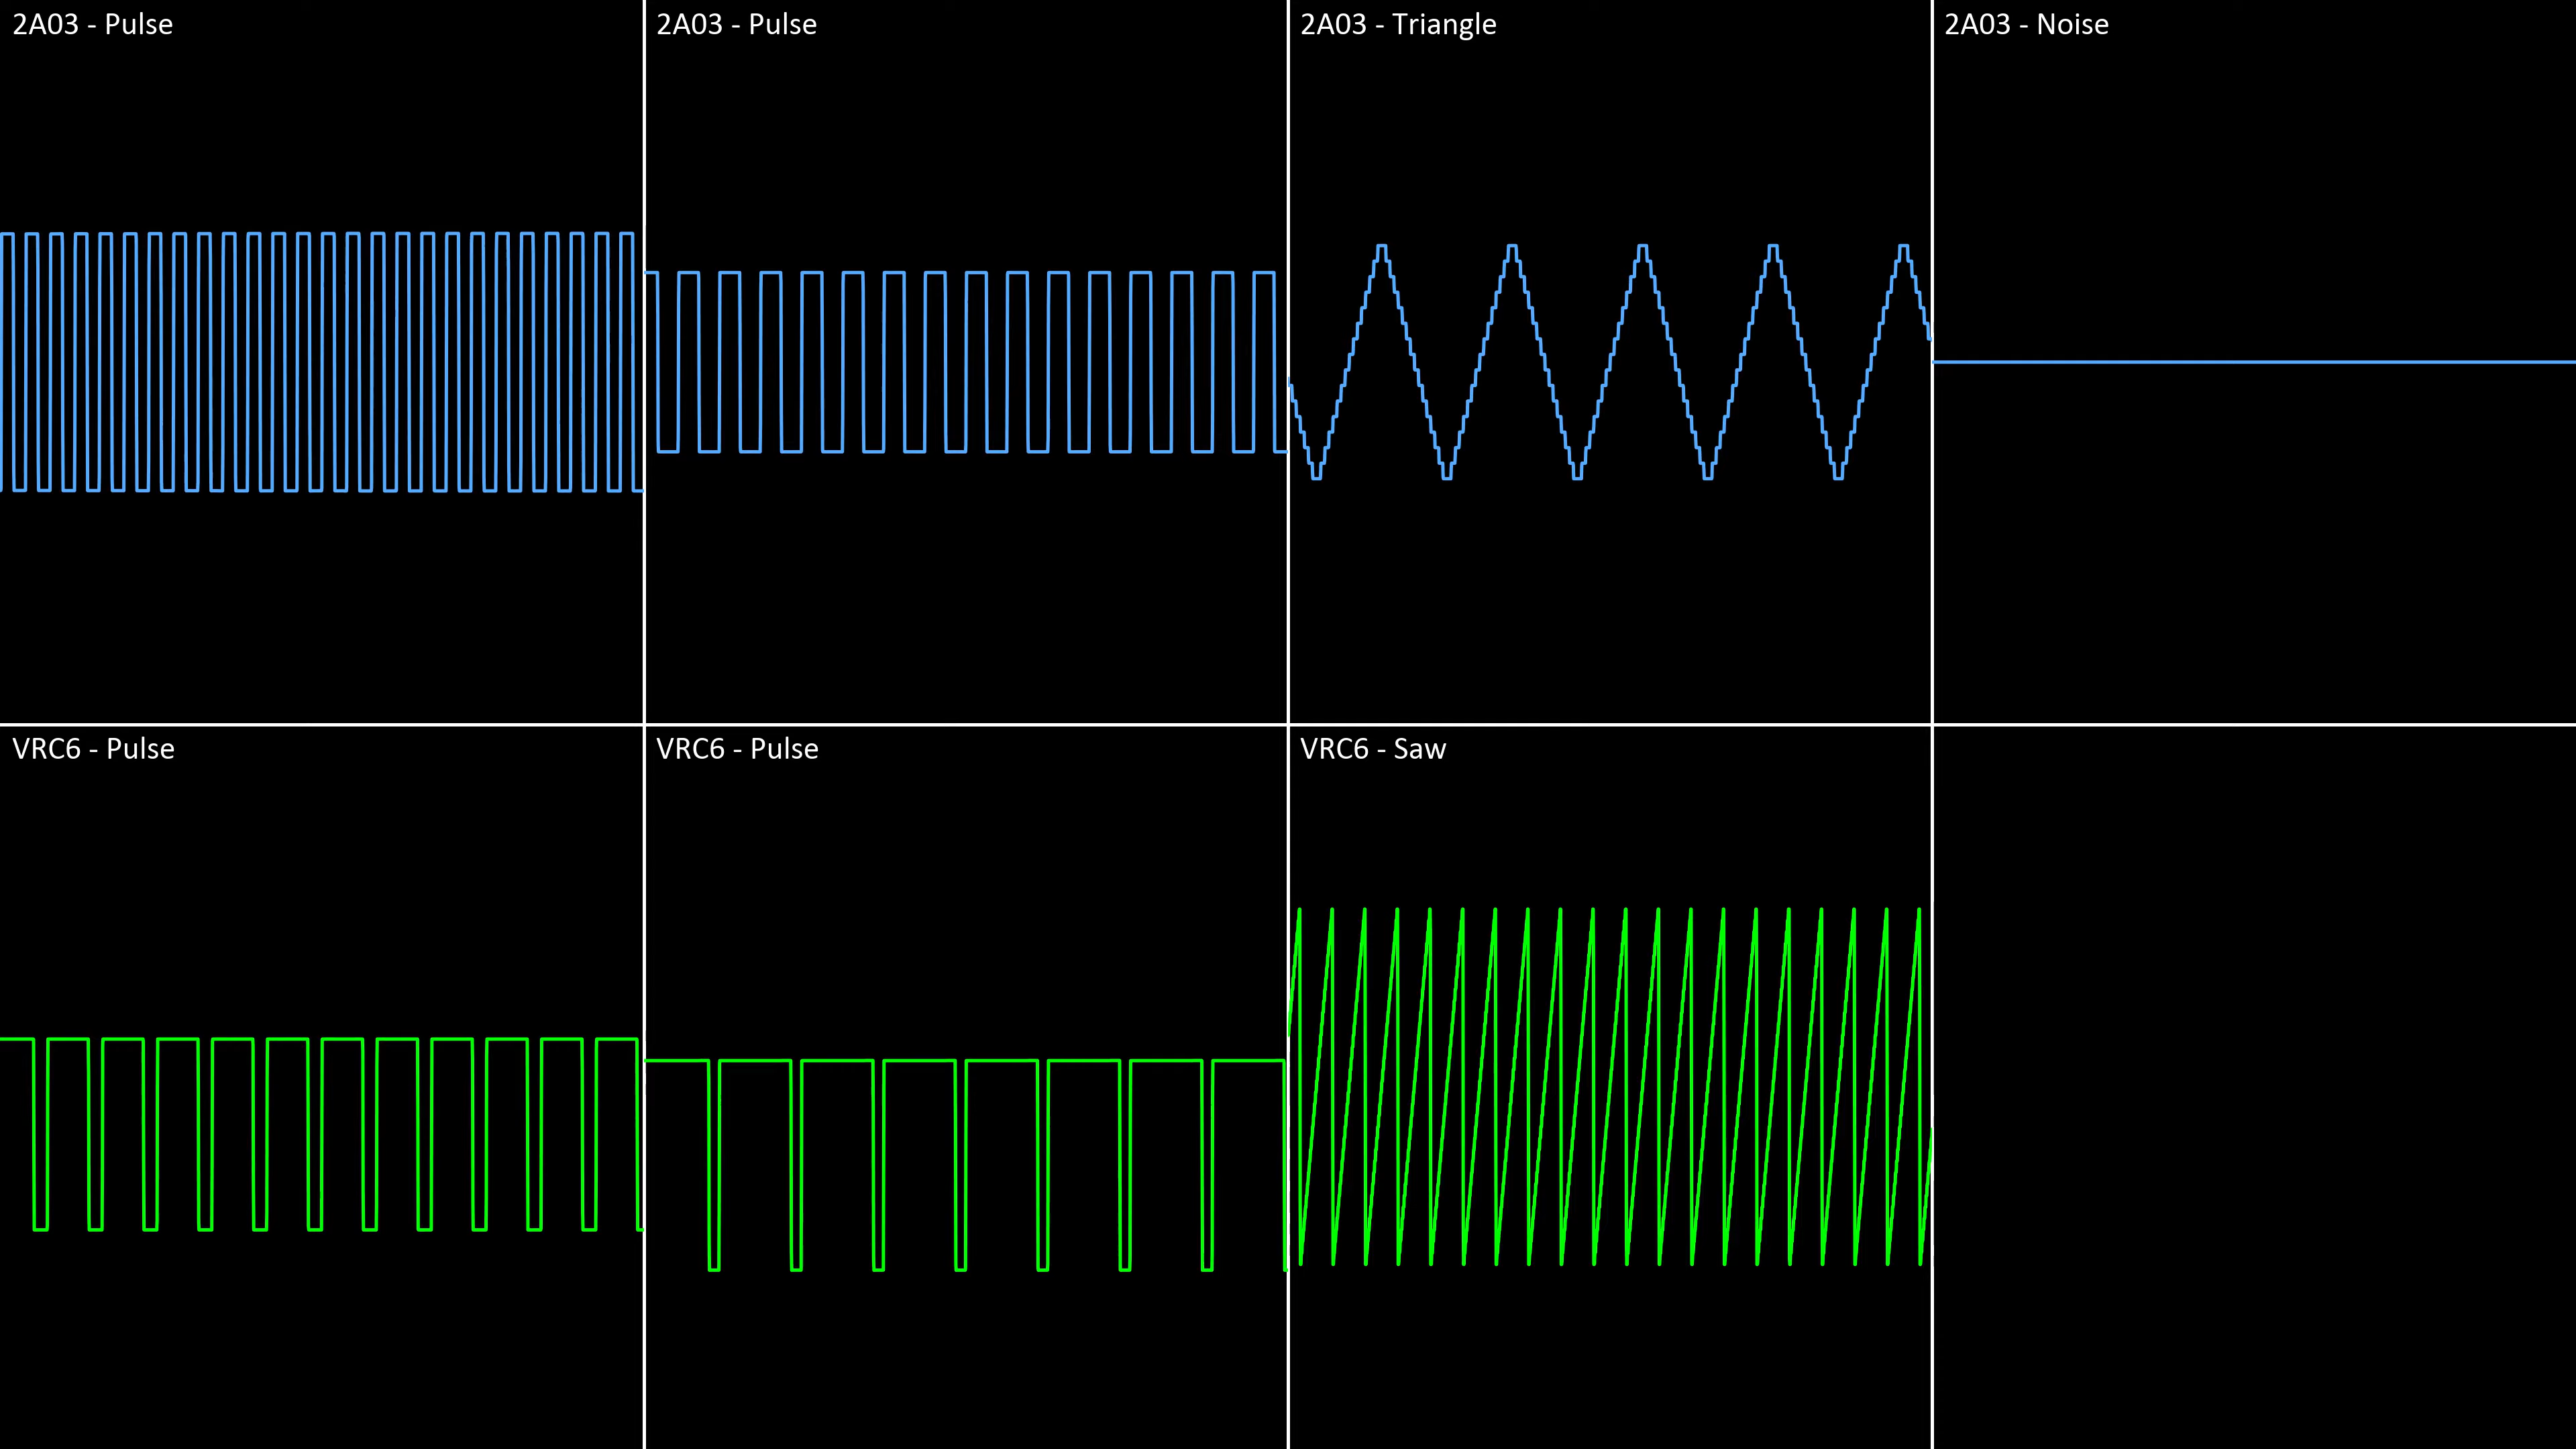 2A03 - Pulse
2A03 - Pulse
2A03 - Triangle
2A03 - Noise
VRC6 - Pulse
VRC6 - Pulse
VRC6 - Saw